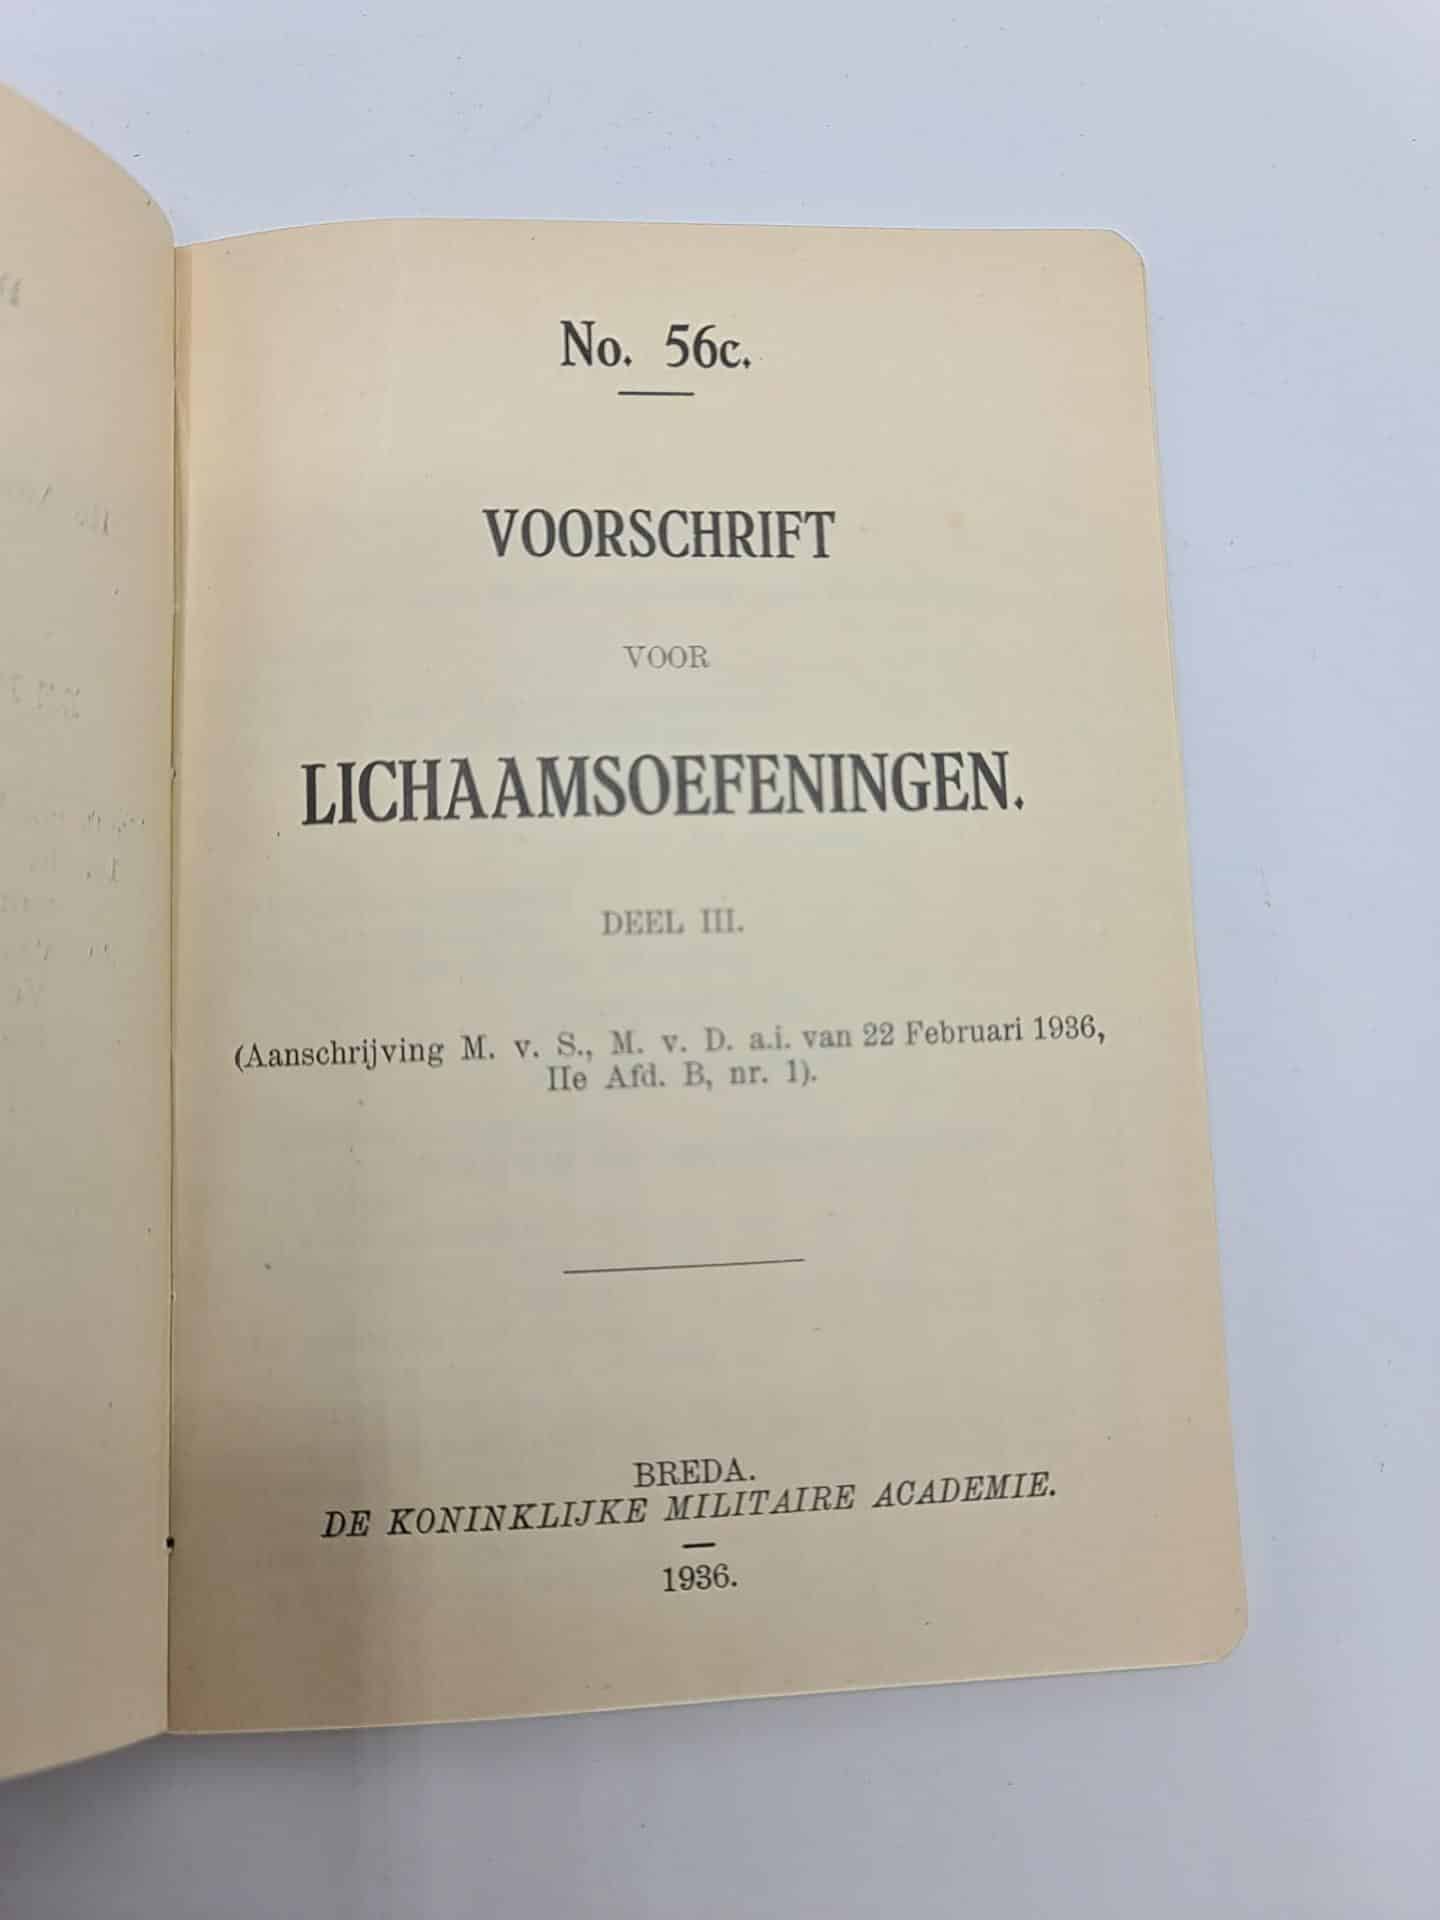 No. 56c.
VOORSCHRIFT
VOOR
LICHAAMSOEFENINGEN.
DEEL III.
(Aanschrijving M. v. S., M. v. D. a.i. van 22 Februari 1936,
IIe Afd. B, nr. 1).
BREDA.
DE KONINKLIJKE MILITAIRE ACADEMIE.
1936.